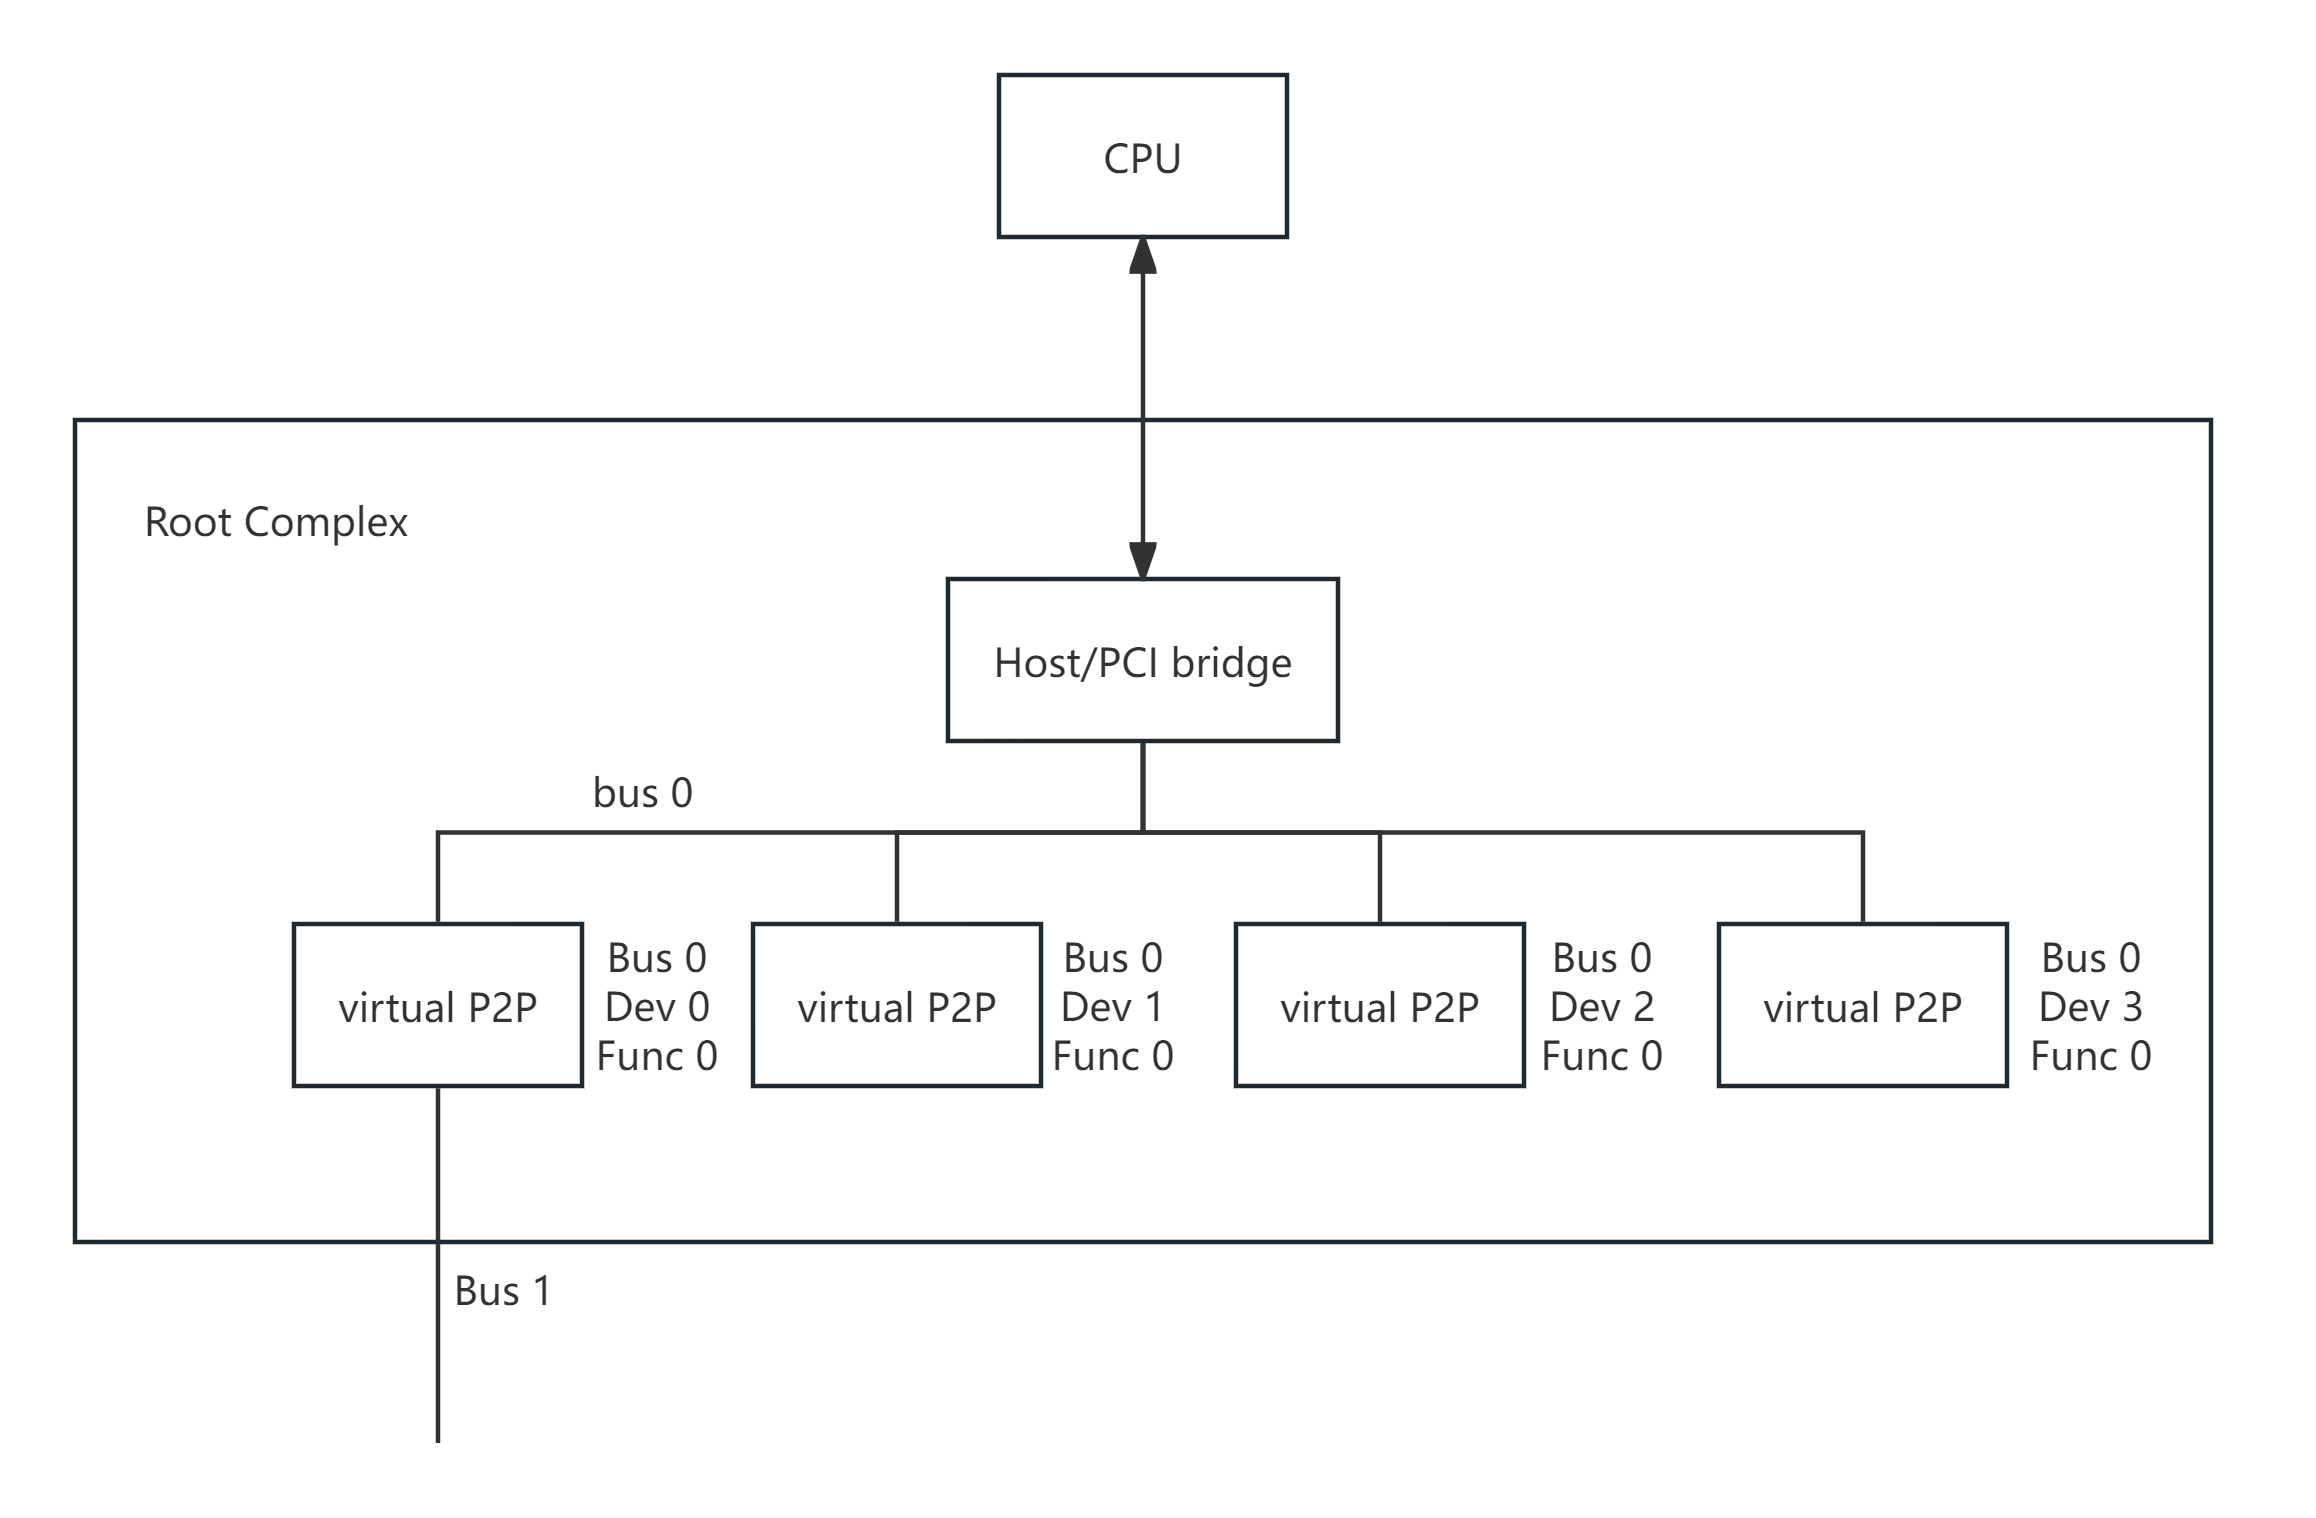 CPU
Root Complex
Host/PCI bridge
bus 0
virtual P2P
Bus 0
Dev 0
Func 0
virtual P2P
Bus 0
Dev 1
Func 0
virtual P2P
Bus 0
Dev 2
Func 0
virtual P2P
Bus 0
Dev 3
Func 0
Bus 1